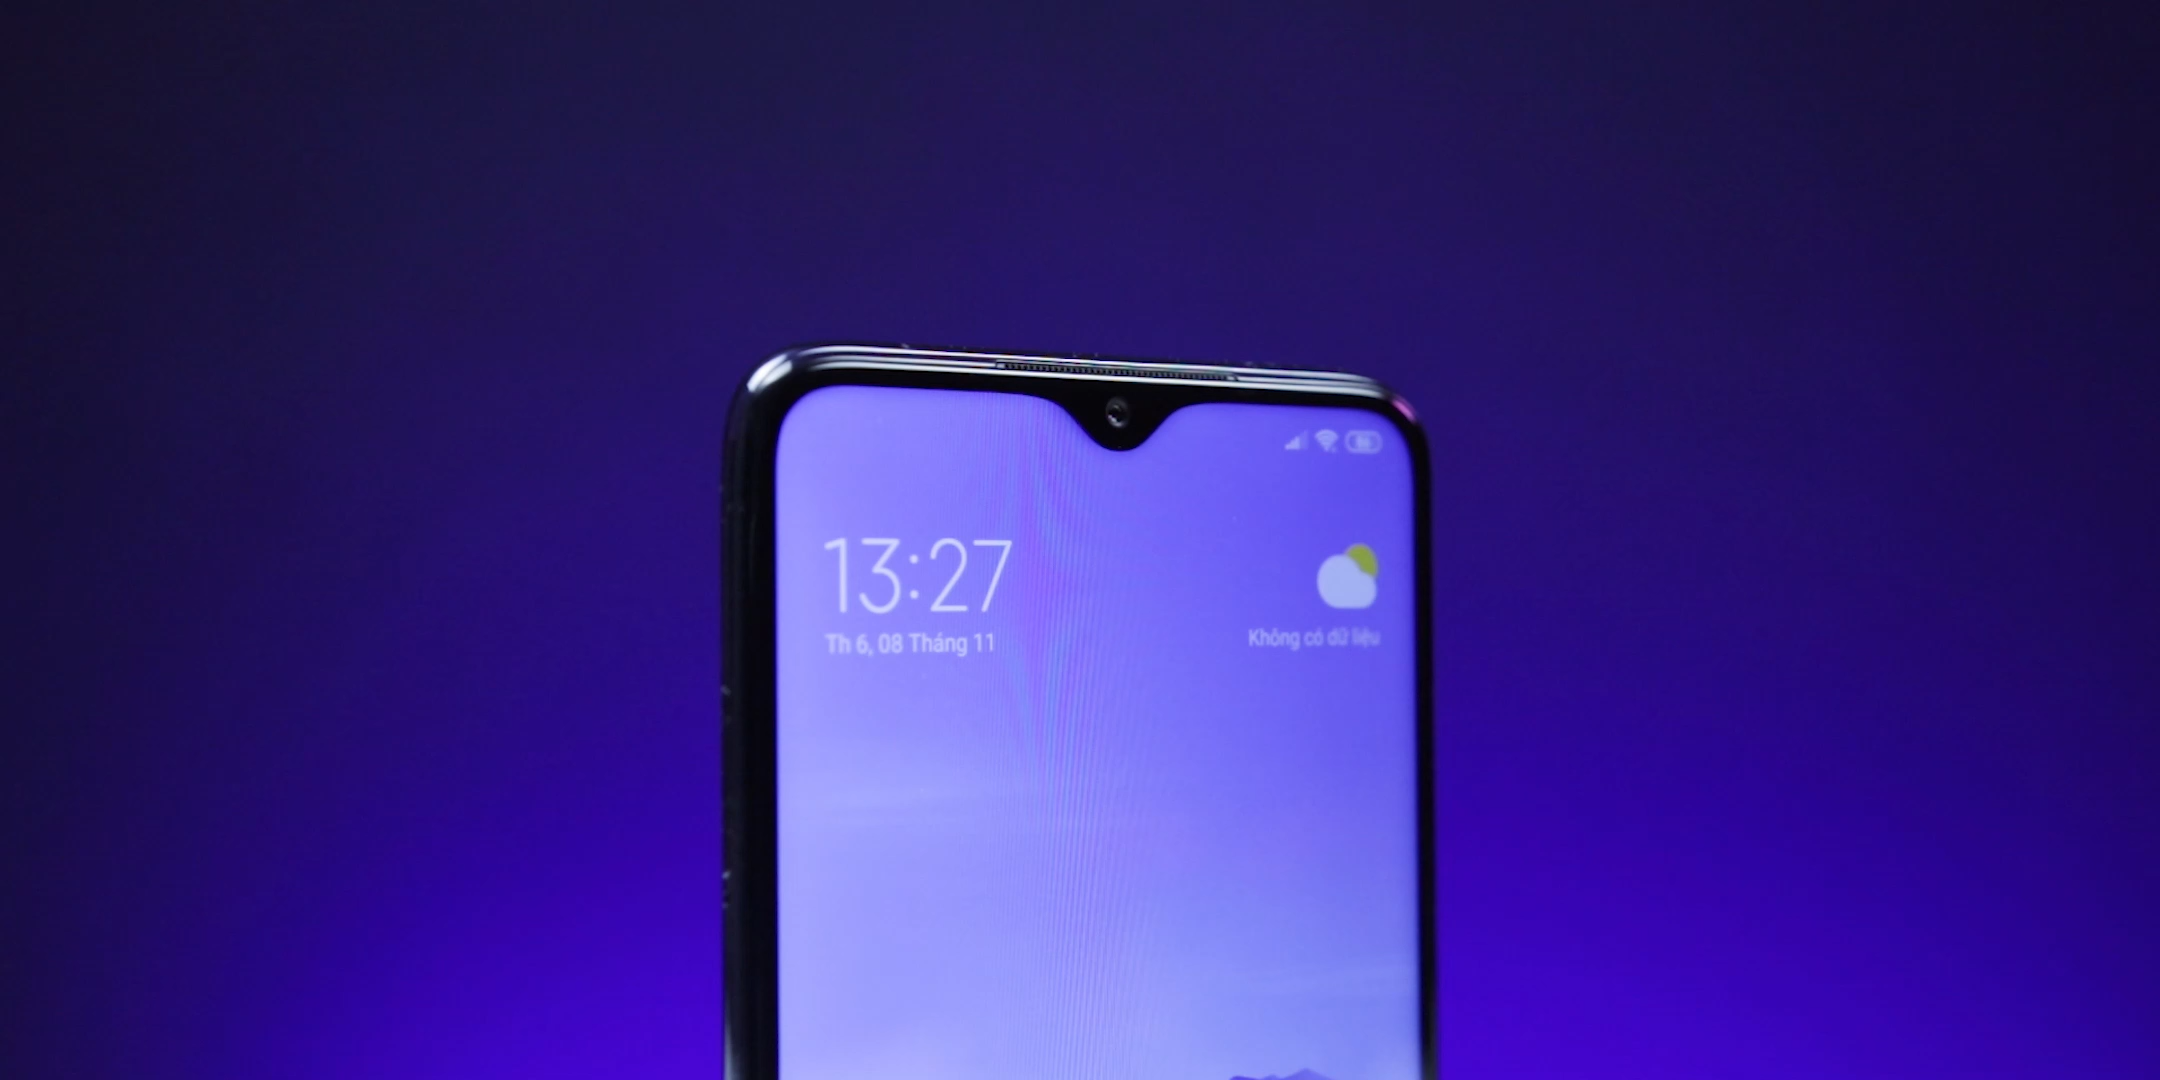 13:27
Th 6, 08 Tháng 11
Không có dữ liệu